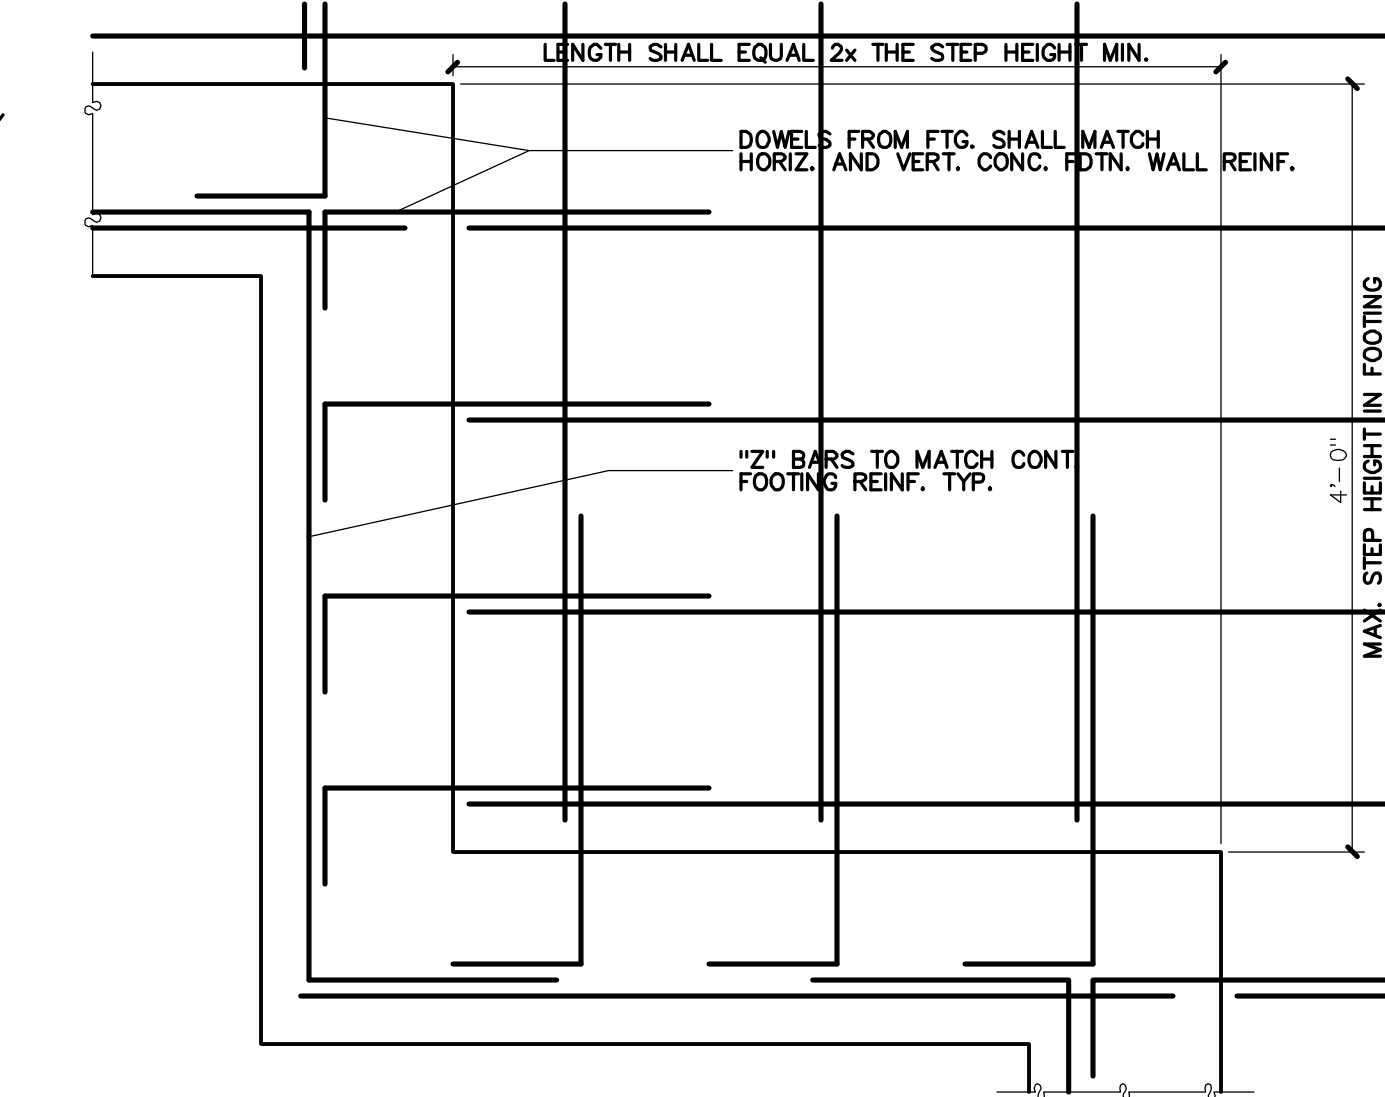 LENGTH SHALL EQUAL 2x THE STEP HEIGHT MIN.
DOWELS FROM FTG. SHALL MATCH
HORIZ. AND VERT. CONC. FDTN. WALL REINF.
"Z" BARS TO MATCH CONT.
FOOTING REINF. TYP.
4'-0"
MAX. STEP HEIGHT IN FOOTING